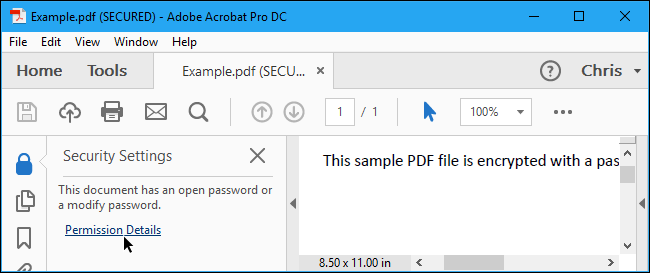 Example.pdf (SECURED) - Adobe Acrobat Pro DC
File Edit View Window Help
Home Tools Example.pdf (SECU... × ? Chris
1 / 1 100%
Security Settings
This document has an open password or
a modify password.
Permission Details
This sample PDF file is encrypted with a pas
8.50 x 11.00 in